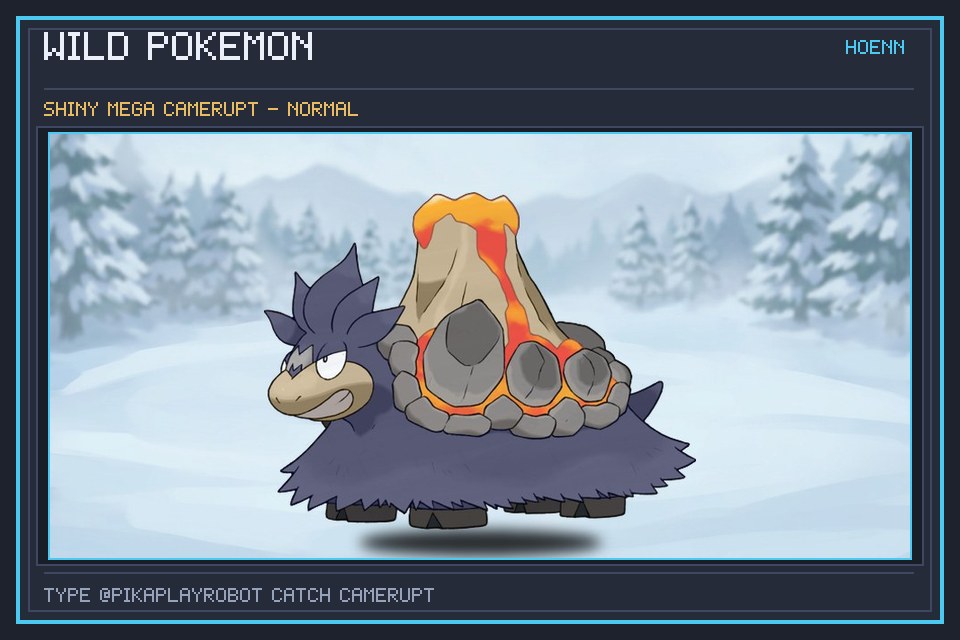 WILD POKEMON
HOENN
SHINY MEGA CAMERUPT - NORMAL
TYPE @PIKAPLAYROBOT CATCH CAMERUPT